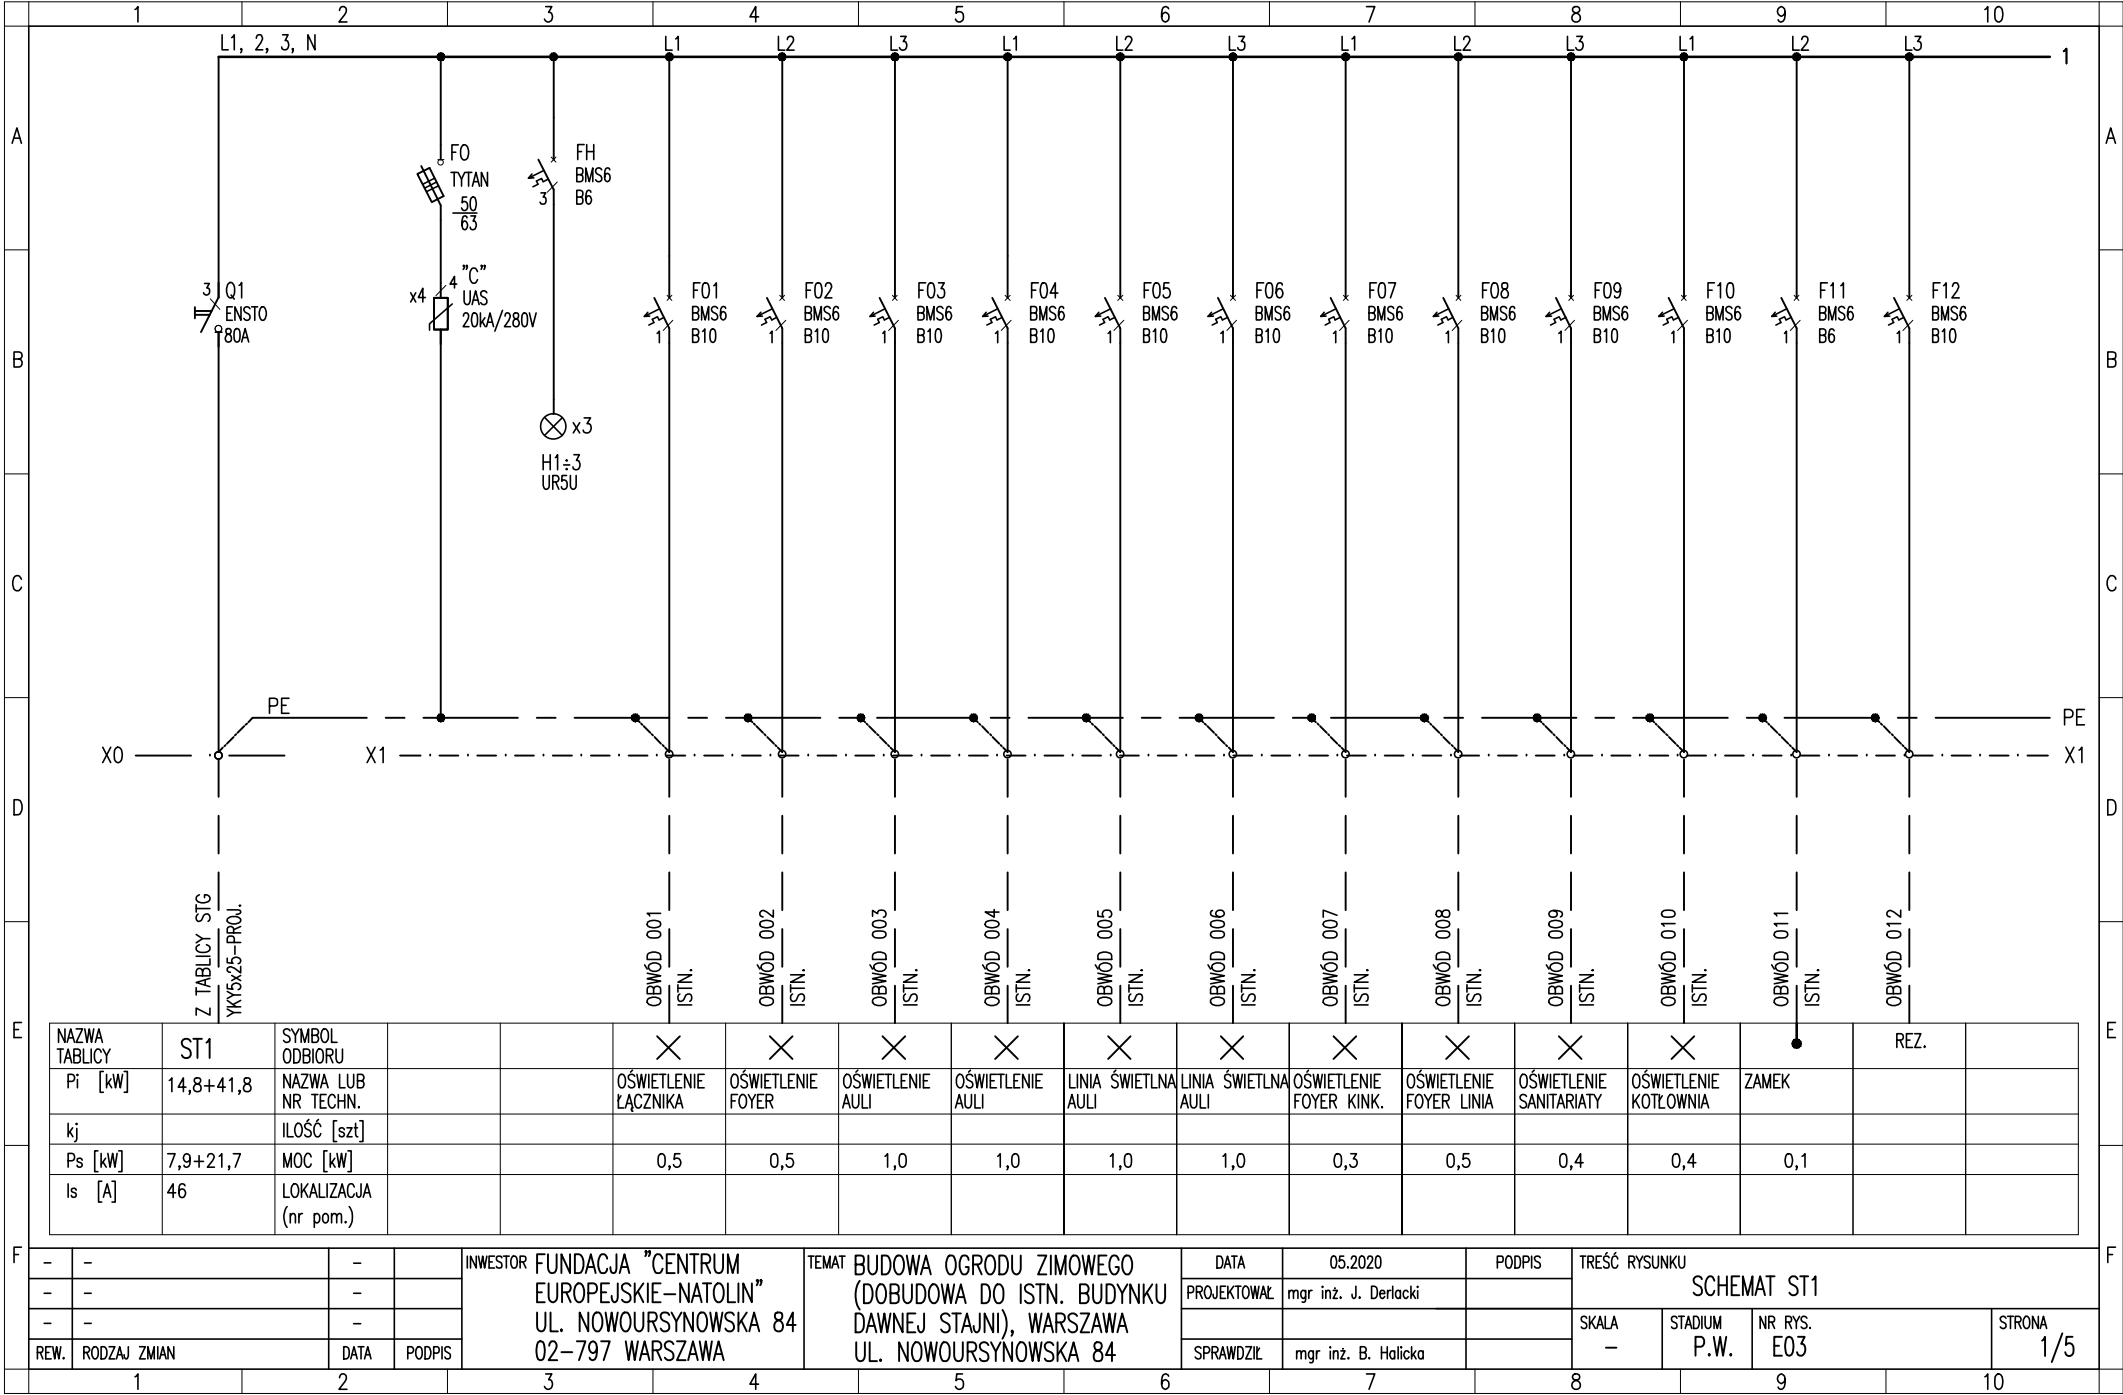 1 2 3 4 5 6 7 8 9 10
L1, 2, 3, N L1 L2 L3 L1 L2 L3 L1 L2 L3 L1 L2 L3 1
A A
F0
TYTAN
50
63
FH
BMS6
B6
3
3 Q1
ENSTO
80A
x4 4 "C"
UAS
20kA/280V
F01
BMS6
1 B10
F02
BMS6
1 B10
F03
BMS6
1 B10
F04
BMS6
1 B10
F05
BMS6
1 B10
F06
BMS6
1 B10
F07
BMS6
1 B10
F08
BMS6
1 B10
F09
BMS6
1 B10
F10
BMS6
1 B10
F11
BMS6
1 B6
F12
BMS6
1 B10
B B
x3
H1÷3
UR5U
C C
PE PE
X0 X1 X1
D D
Z TABLICY STG
YKY5x25-PROJ.
OBWÓD 001
ISTN.
OBWÓD 002
ISTN.
OBWÓD 003
ISTN.
OBWÓD 004
ISTN.
OBWÓD 005
ISTN.
OBWÓD 006
ISTN.
OBWÓD 007
ISTN.
OBWÓD 008
ISTN.
OBWÓD 009
ISTN.
OBWÓD 010
ISTN.
OBWÓD 011
ISTN.
OBWÓD 012
ISTN.
E E
NAZWA
TABLICY
ST1
SYMBOL
ODBIORU
REZ.
Pi [kW]
14,8+41,8
NAZWA LUB
NR TECHN.
OŚWIETLENIE
ŁĄCZNIKA
OŚWIETLENIE
FOYER
OŚWIETLENIE
AULI
OŚWIETLENIE
AULI
LINIA ŚWIETLNA
AULI
LINIA ŚWIETLNA
AULI
OŚWIETLENIE
FOYER KINK.
OŚWIETLENIE
FOYER LINIA
OŚWIETLENIE
SANITARIATY
OŚWIETLENIE
KOTŁOWNIA
ZAMEK
kj ILOŚĆ [szt]
Ps [kW] 7,9+21,7 MOC [kW] 0,5 0,5 1,0 1,0 1,0 1,0 0,3 0,5 0,4 0,4 0,1
Is [A] 46
LOKALIZACJA
(nr pom.)
F F
- - -
- - -
- - -
REW. RODZAJ ZMIAN DATA PODPIS
INWESTOR FUNDACJA "CENTRUM
EUROPEJSKIE-NATOLIN"
UL. NOWOURSYNOWSKA 84
02-797 WARSZAWA
TEMAT BUDOWA OGRODU ZIMOWEGO
(DOBUDOWA DO ISTN. BUDYNKU
DAWNEJ STAJNI), WARSZAWA
UL. NOWOURSYNOWSKA 84
DATA 05.2020 PODPIS
PROJEKTOWAŁ mgr inż. J. Derlacki
SPRAWDZIŁ mgr inż. B. Halicka
TREŚĆ RYSUNKU
SCHEMAT ST1
SKALA
-
STADIUM
P.W.
NR RYS.
E03
STRONA
1/5
1 2 3 4 5 6 7 8 9 10